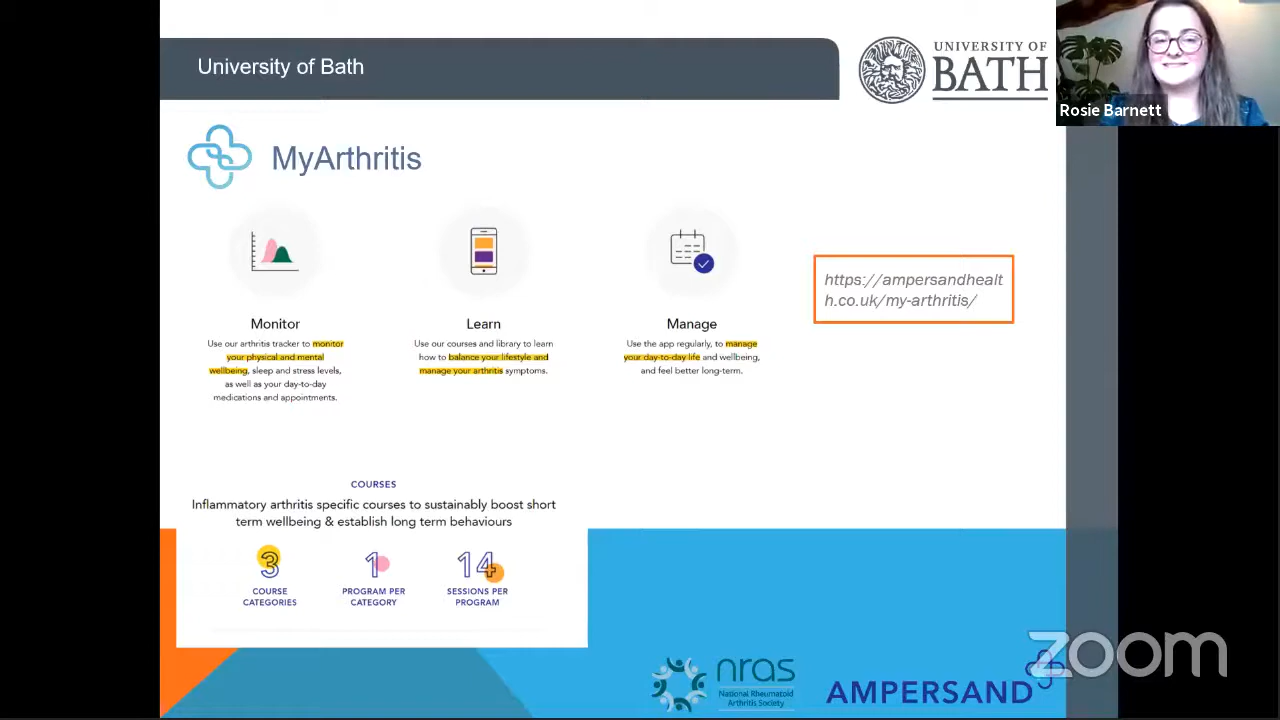 University of Bath
UNIVERSITY OF
BATH
Rosie Barnett
MyArthritis
Monitor
Use our arthritis tracker to monitor
your physical and mental
wellbeing, sleep and stress levels,
as well as your day-to-day
medications and appointments.
Learn
Use our courses and library to learn
how to balance your lifestyle and
manage your arthritis symptoms.
Manage
Use the app regularly, to manage
your day-to-day life and wellbeing,
and feel better long-term.
https://ampersandhealt
h.co.uk/my-arthritis/
COURSES
Inflammatory arthritis specific courses to sustainably boost short
term wellbeing & establish long term behaviours
3
COURSE
CATEGORIES
1
PROGRAM PER
CATEGORY
14
SESSIONS PER
PROGRAM
nras
National Rheumatoid
Arthritis Society
AMPERSAND
zoom